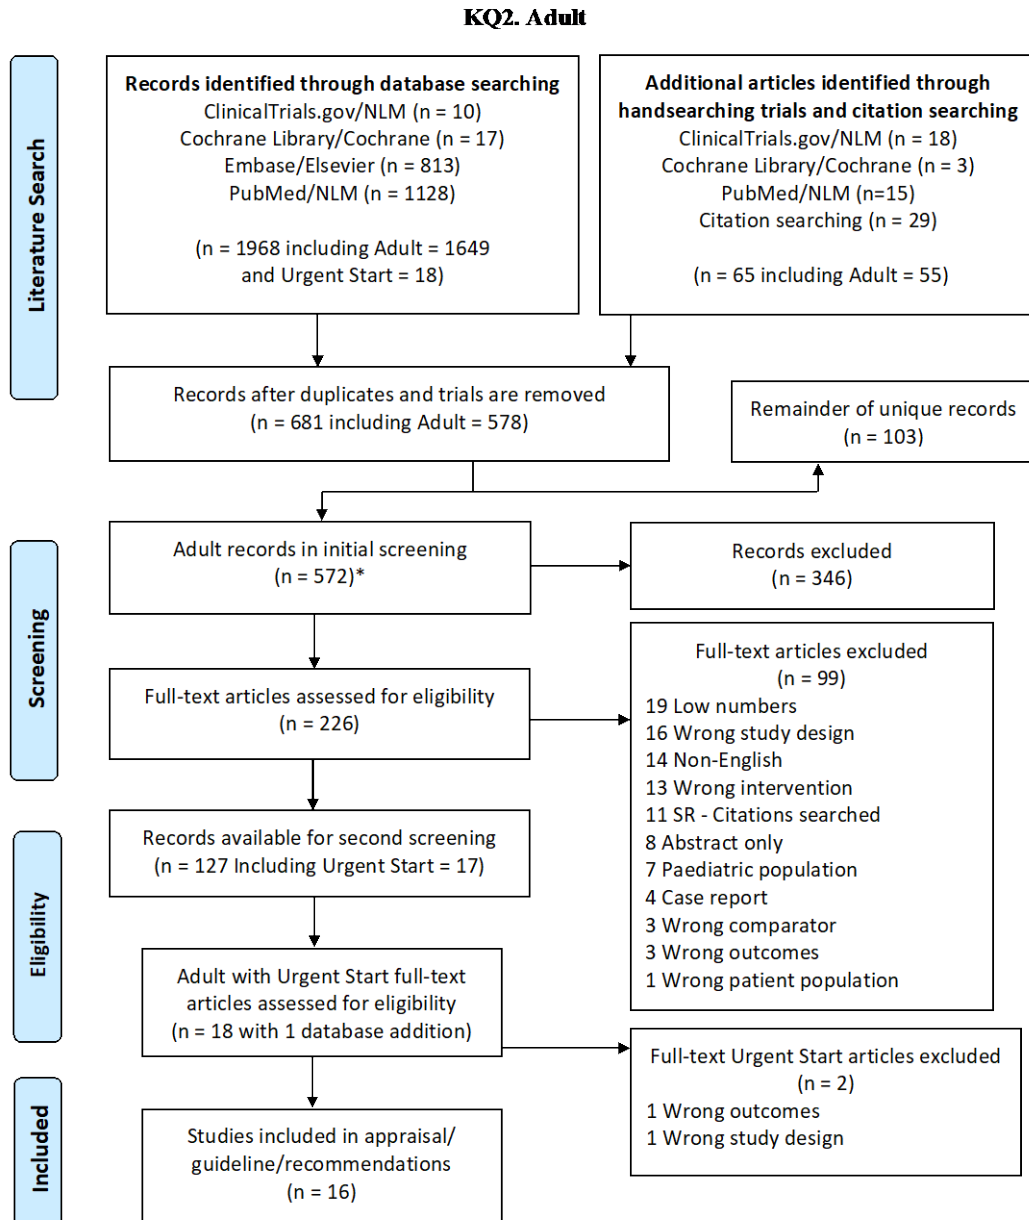 KQ2. Adult
Literature Search
Records identified through database searching
ClinicalTrials.gov/NLM (n = 10)
Cochrane Library/Cochrane (n = 17)
Embase/Elsevier (n = 813)
PubMed/NLM (n = 1128)
(n = 1968 including Adult = 1649
and Urgent Start = 18)
Additional articles identified through
handsearching trials and citation searching
ClinicalTrials.gov/NLM (n = 18)
Cochrane Library/Cochrane (n = 3)
PubMed/NLM (n=15)
Citation searching (n = 29)
(n = 65 including Adult = 55)
Records after duplicates and trials are removed
(n = 681 including Adult = 578)
Remainder of unique records
(n = 103)
Screening
Adult records in initial screening
(n = 572)*
Records excluded
(n = 346)
Full-text articles assessed for eligibility
(n = 226)
Full-text articles excluded
(n = 99)
19 Low numbers
16 Wrong study design
14 Non-English
13 Wrong intervention
11 SR - Citations searched
8 Abstract only
7 Paediatric population
4 Case report
3 Wrong comparator
3 Wrong outcomes
1 Wrong patient population
Eligibility
Records available for second screening
(n = 127 Including Urgent Start = 17)
Adult with Urgent Start full-text
articles assessed for eligibility
(n = 18 with 1 database addition)
Full-text Urgent Start articles excluded
(n = 2)
1 Wrong outcomes
1 Wrong study design
Included
Studies included in appraisal/
guideline/recommendations
(n = 16)